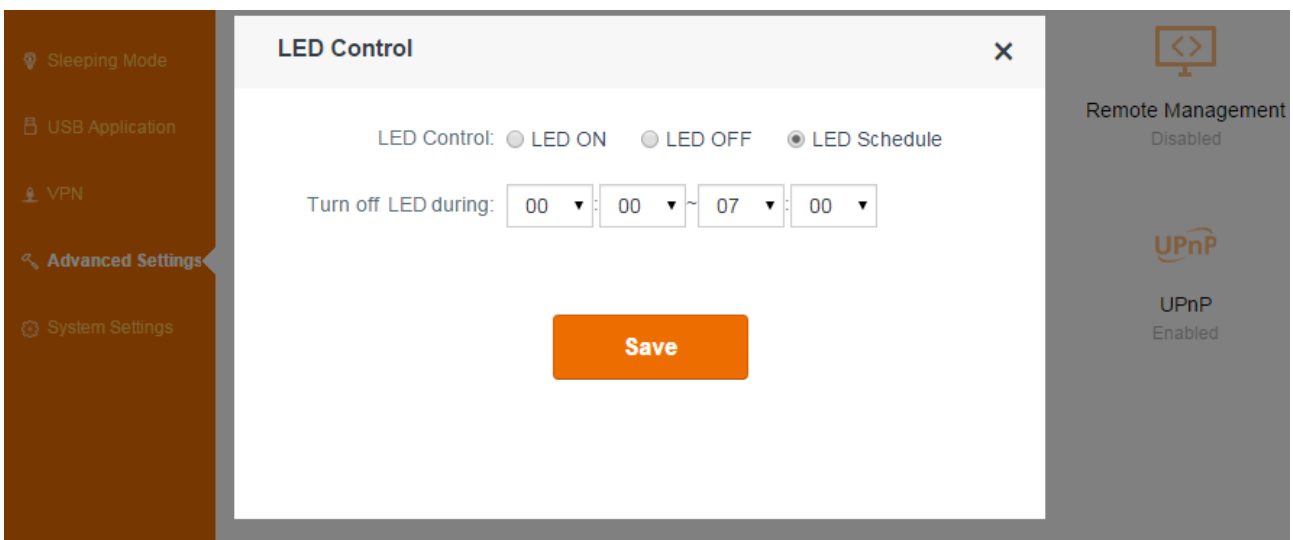 Sleeping Mode
USB Application
VPN
Advanced Settings
System Settings
LED Control
×
LED Control: LED ON LED OFF LED Schedule
Turn off LED during: 00 : 00 ~ 07 : 00
Save
Remote Management
Disabled
UPnP
UPnP
Enabled